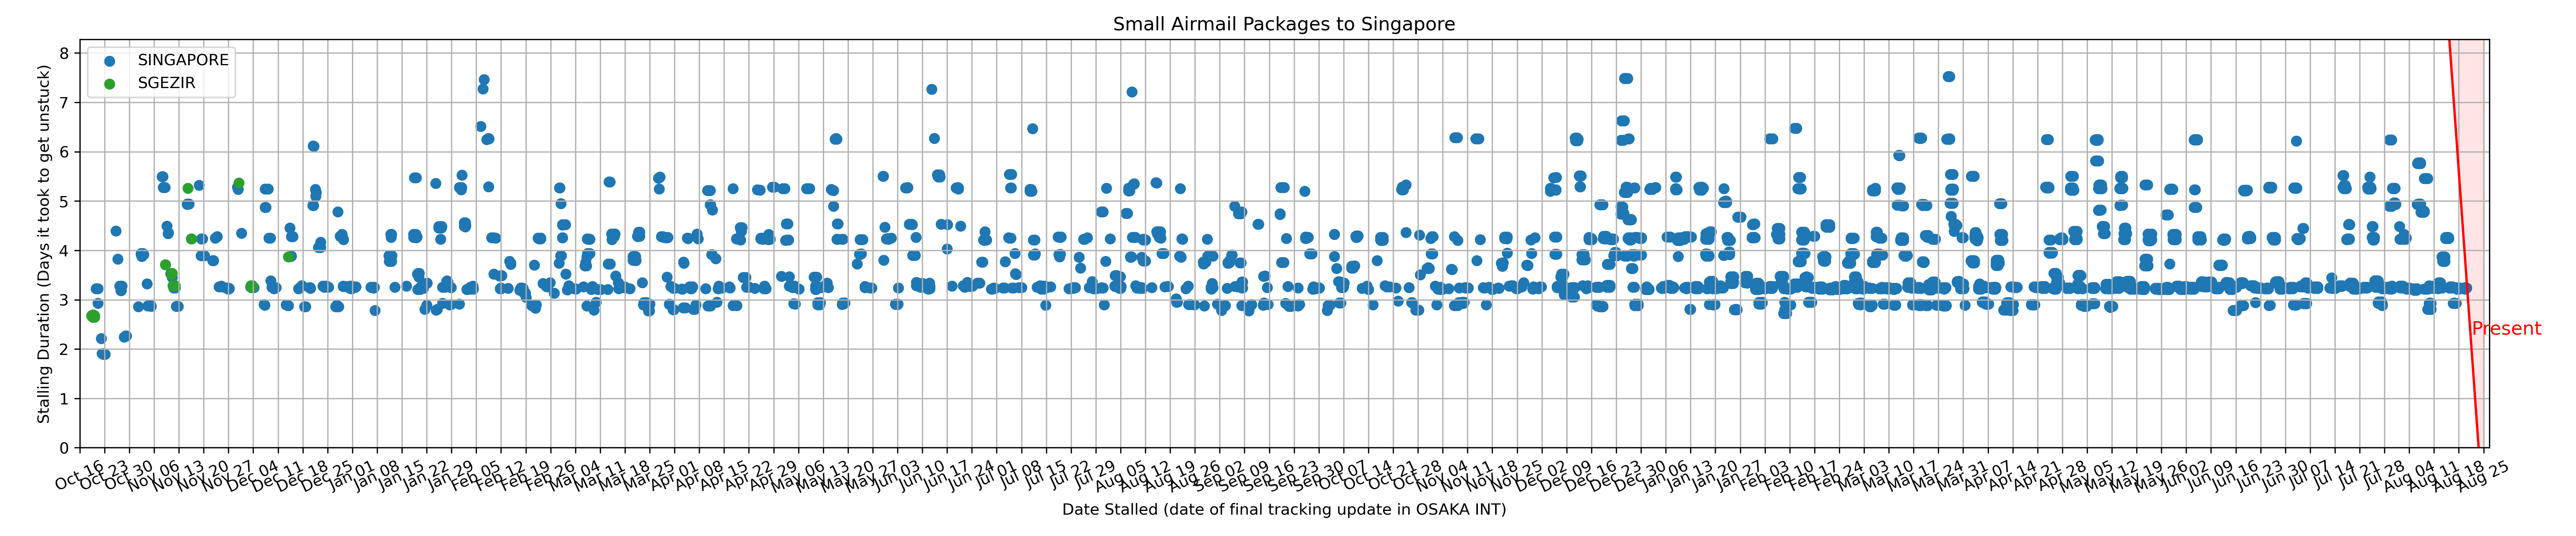 Small Airmail Packages to Singapore
SINGAPORE
SGEZIR
Stalling Duration (Days it took to get unstuck)
8
7
6
5
4
3
2
1
0
Present
Oct 16
Oct 23
Oct 30
Nov 06
Nov 13
Nov 20
Nov 27
Dec 04
Dec 11
Dec 18
Dec 25
Jan 01
Jan 08
Jan 15
Jan 22
Jan 29
Feb 05
Feb 12
Feb 19
Feb 26
Mar 04
Mar 11
Mar 18
Mar 25
Apr 01
Apr 08
Apr 15
Apr 22
Apr 29
May 06
May 13
May 20
May 27
Jun 03
Jun 10
Jun 17
Jun 24
Jul 01
Jul 08
Jul 15
Jul 22
Jul 29
Aug 05
Aug 12
Aug 19
Aug 26
Sep 02
Sep 09
Sep 16
Sep 23
Sep 30
Oct 07
Oct 14
Oct 21
Oct 28
Nov 04
Nov 11
Nov 18
Nov 25
Dec 02
Dec 09
Dec 16
Dec 23
Dec 30
Jan 06
Jan 13
Jan 20
Jan 27
Feb 03
Feb 10
Feb 17
Feb 24
Mar 03
Mar 10
Mar 17
Mar 24
Mar 31
Apr 07
Apr 14
Apr 21
Apr 28
May 05
May 12
May 19
May 26
Jun 02
Jun 09
Jun 16
Jun 23
Jun 30
Jul 07
Jul 14
Jul 21
Jul 28
Aug 04
Aug 11
Aug 18
Aug 25
Date Stalled (date of final tracking update in OSAKA INT)